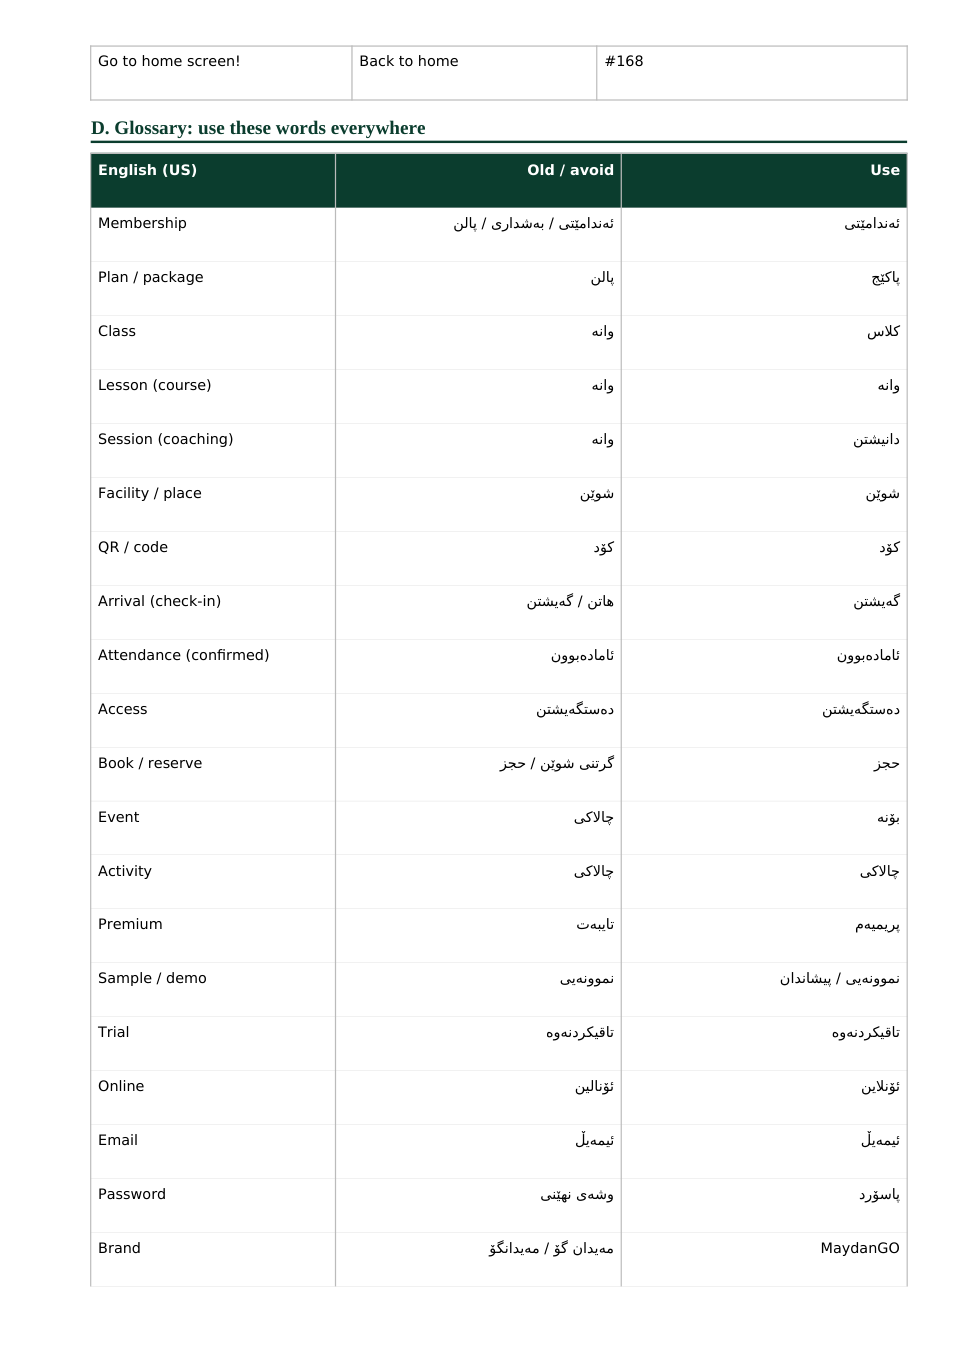 Go to home screen! Back to home #168
D. Glossary: use these words everywhere
English (US) Old / avoid Use
Membership ئەندامێتی / بەشداری / پالن ئەندامێتی
Plan / package پالن پاکێج
Class وانە کلاس
Lesson (course) وانە وانە
Session (coaching) وانە دانیشتن
Facility / place شوێن شوێن
QR / code کۆد کۆد
Arrival (check-in) هاتن / گەیشتن گەیشتن
Attendance (confirmed) ئامادەبوون ئامادەبوون
Access دەستگەیشتن دەستگەیشتن
Book / reserve گرتنی شوێن / حجز حجز
Event چالاکی بۆنە
Activity چالاکی چالاکی
Premium تایبەت پریمیەم
Sample / demo نموونەیی نموونەیی / پیشاندان
Trial تاقیکردنەوە تاقیکردنەوە
Online ئۆنالین ئۆنلاین
Email ئیمەیڵ ئیمەیڵ
Password وشەی نهێنی پاسۆرد
Brand مەیدان گۆ / مەیدانگۆ MaydanGO